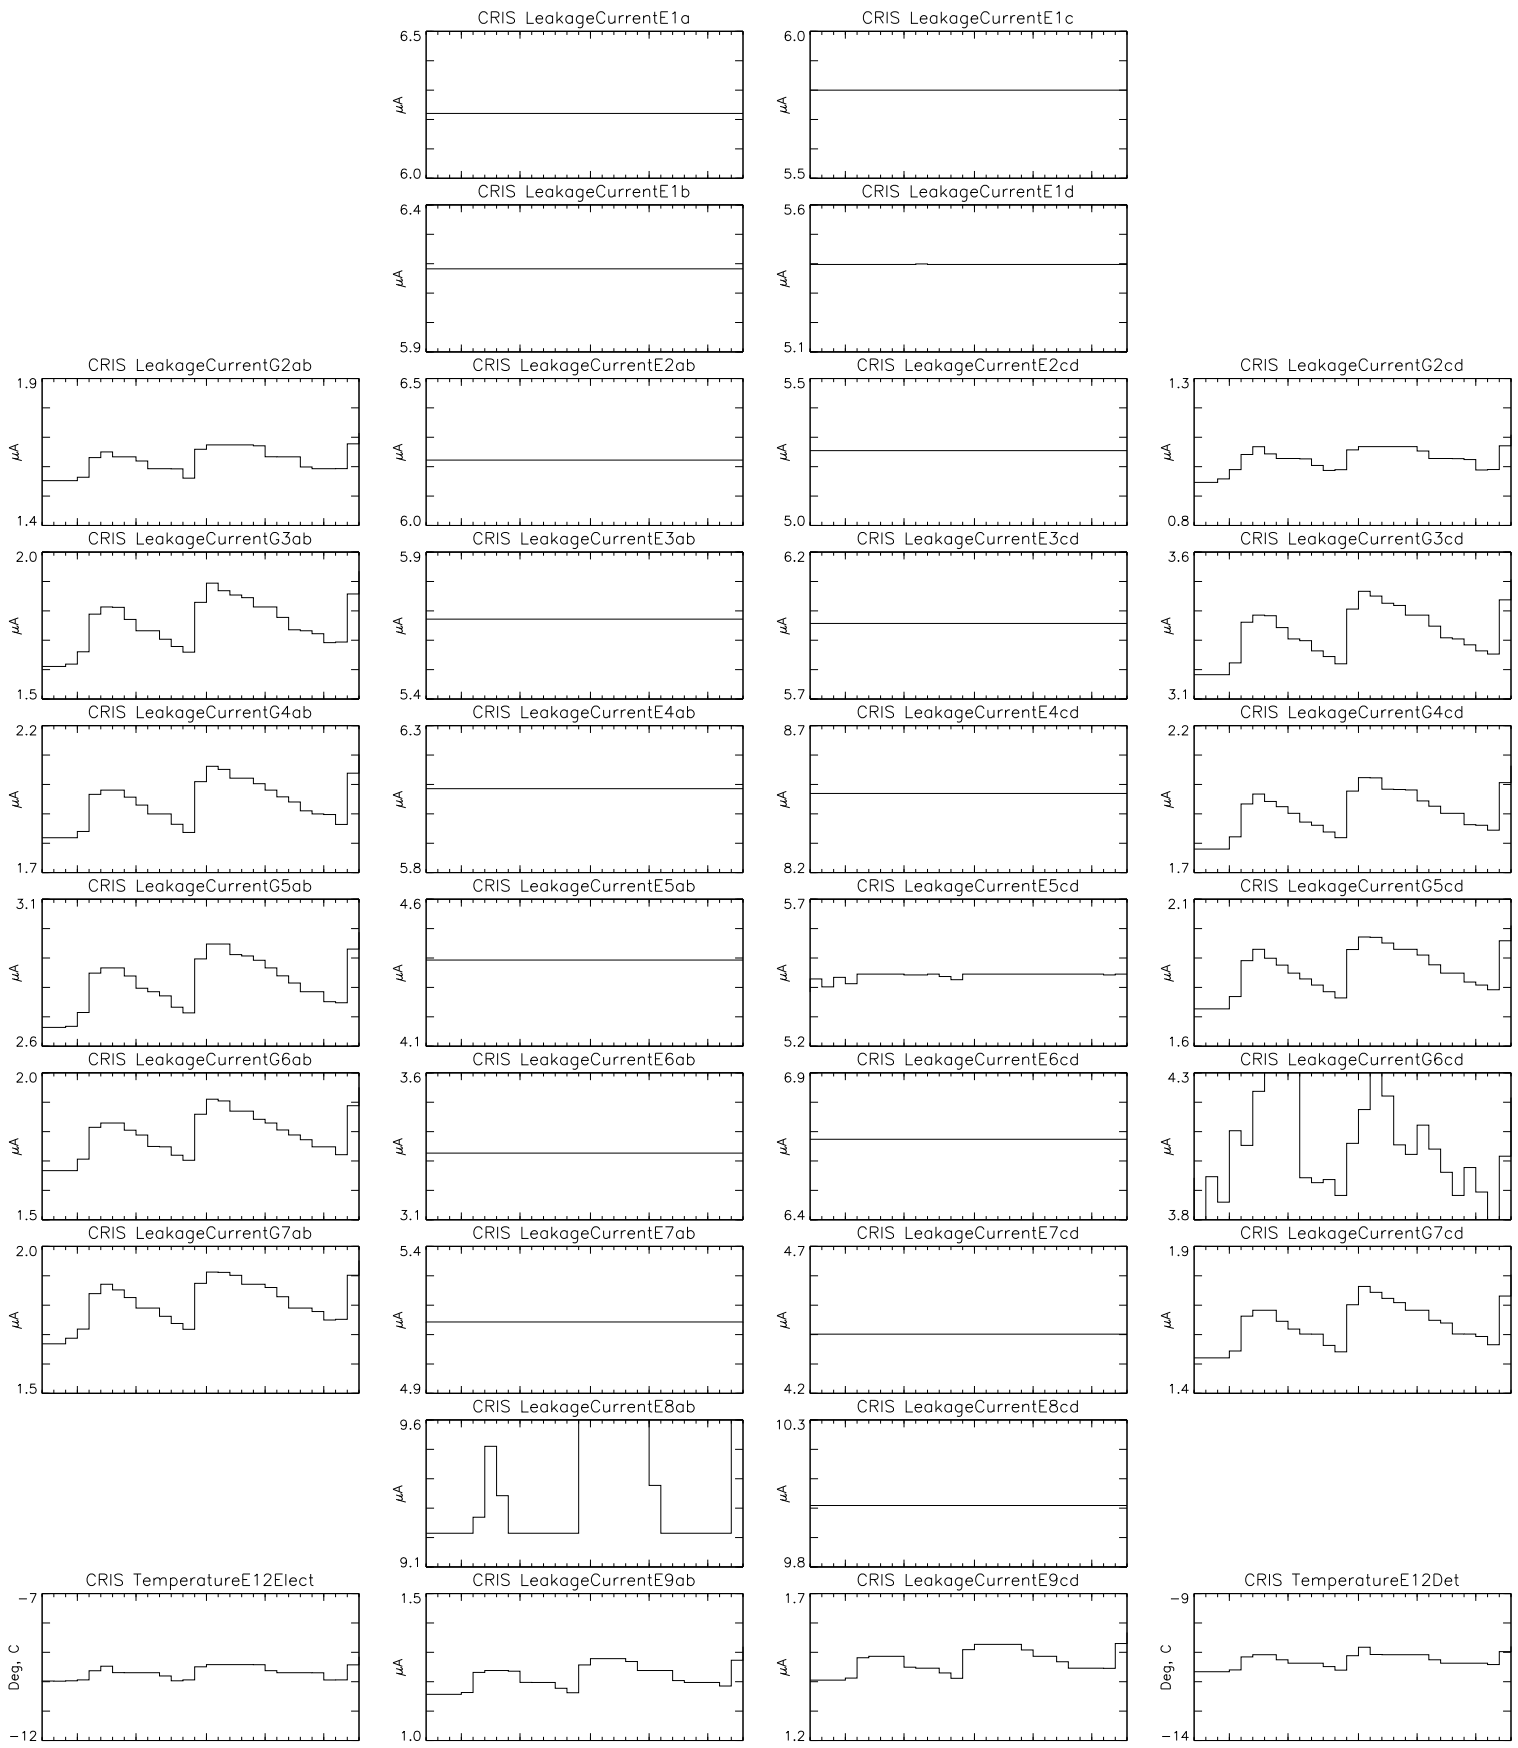 CRIS LeakageCurrentE1a CRIS LeakageCurrentE1c
6.5 6.0
µA µA
6.0 5.5
CRIS LeakageCurrentE1b CRIS LeakageCurrentE1d
6.4 5.6
µA µA
5.9 5.1
CRIS LeakageCurrentG2ab CRIS LeakageCurrentE2ab CRIS LeakageCurrentE2cd CRIS LeakageCurrentG2cd
1.9 6.5 5.5 1.3
µA µA µA µA
1.4 6.0 5.0 0.8
CRIS LeakageCurrentG3ab CRIS LeakageCurrentE3ab CRIS LeakageCurrentE3cd CRIS LeakageCurrentG3cd
2.0 5.9 6.2 3.6
µA µA µA µA
1.5 5.4 5.7 3.1
CRIS LeakageCurrentG4ab CRIS LeakageCurrentE4ab CRIS LeakageCurrentE4cd CRIS LeakageCurrentG4cd
2.2 6.3 8.7 2.2
µA µA µA µA
1.7 5.8 8.2 1.7
CRIS LeakageCurrentG5ab CRIS LeakageCurrentE5ab CRIS LeakageCurrentE5cd CRIS LeakageCurrentG5cd
3.1 4.6 5.7 2.1
µA µA µA µA
2.6 4.1 5.2 1.6
CRIS LeakageCurrentG6ab CRIS LeakageCurrentE6ab CRIS LeakageCurrentE6cd CRIS LeakageCurrentG6cd
2.0 3.6 6.9 4.3
µA µA µA µA
1.5 3.1 6.4 3.8
CRIS LeakageCurrentG7ab CRIS LeakageCurrentE7ab CRIS LeakageCurrentE7cd CRIS LeakageCurrentG7cd
2.0 5.4 4.7 1.9
µA µA µA µA
1.5 4.9 4.2 1.4
CRIS LeakageCurrentE8ab CRIS LeakageCurrentE8cd
9.6 10.3
µA µA
9.1 9.8
CRIS TemperatureE12Elect CRIS LeakageCurrentE9ab CRIS LeakageCurrentE9cd CRIS TemperatureE12Det
-7 1.5 1.7 -9
Deg, C µA µA Deg, C
-12 1.0 1.2 -14